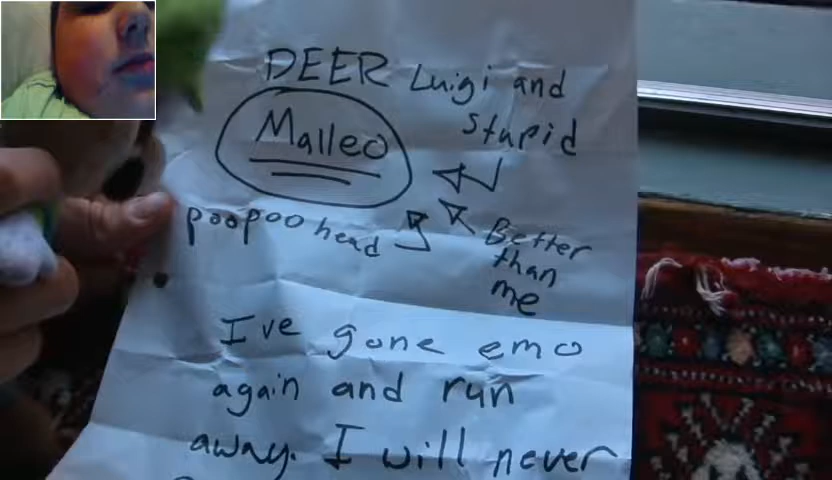 DEER Luigi and
stupid
Malleo
poopoo head
Better
than
me
I've gone emo
again and run
away. I will never